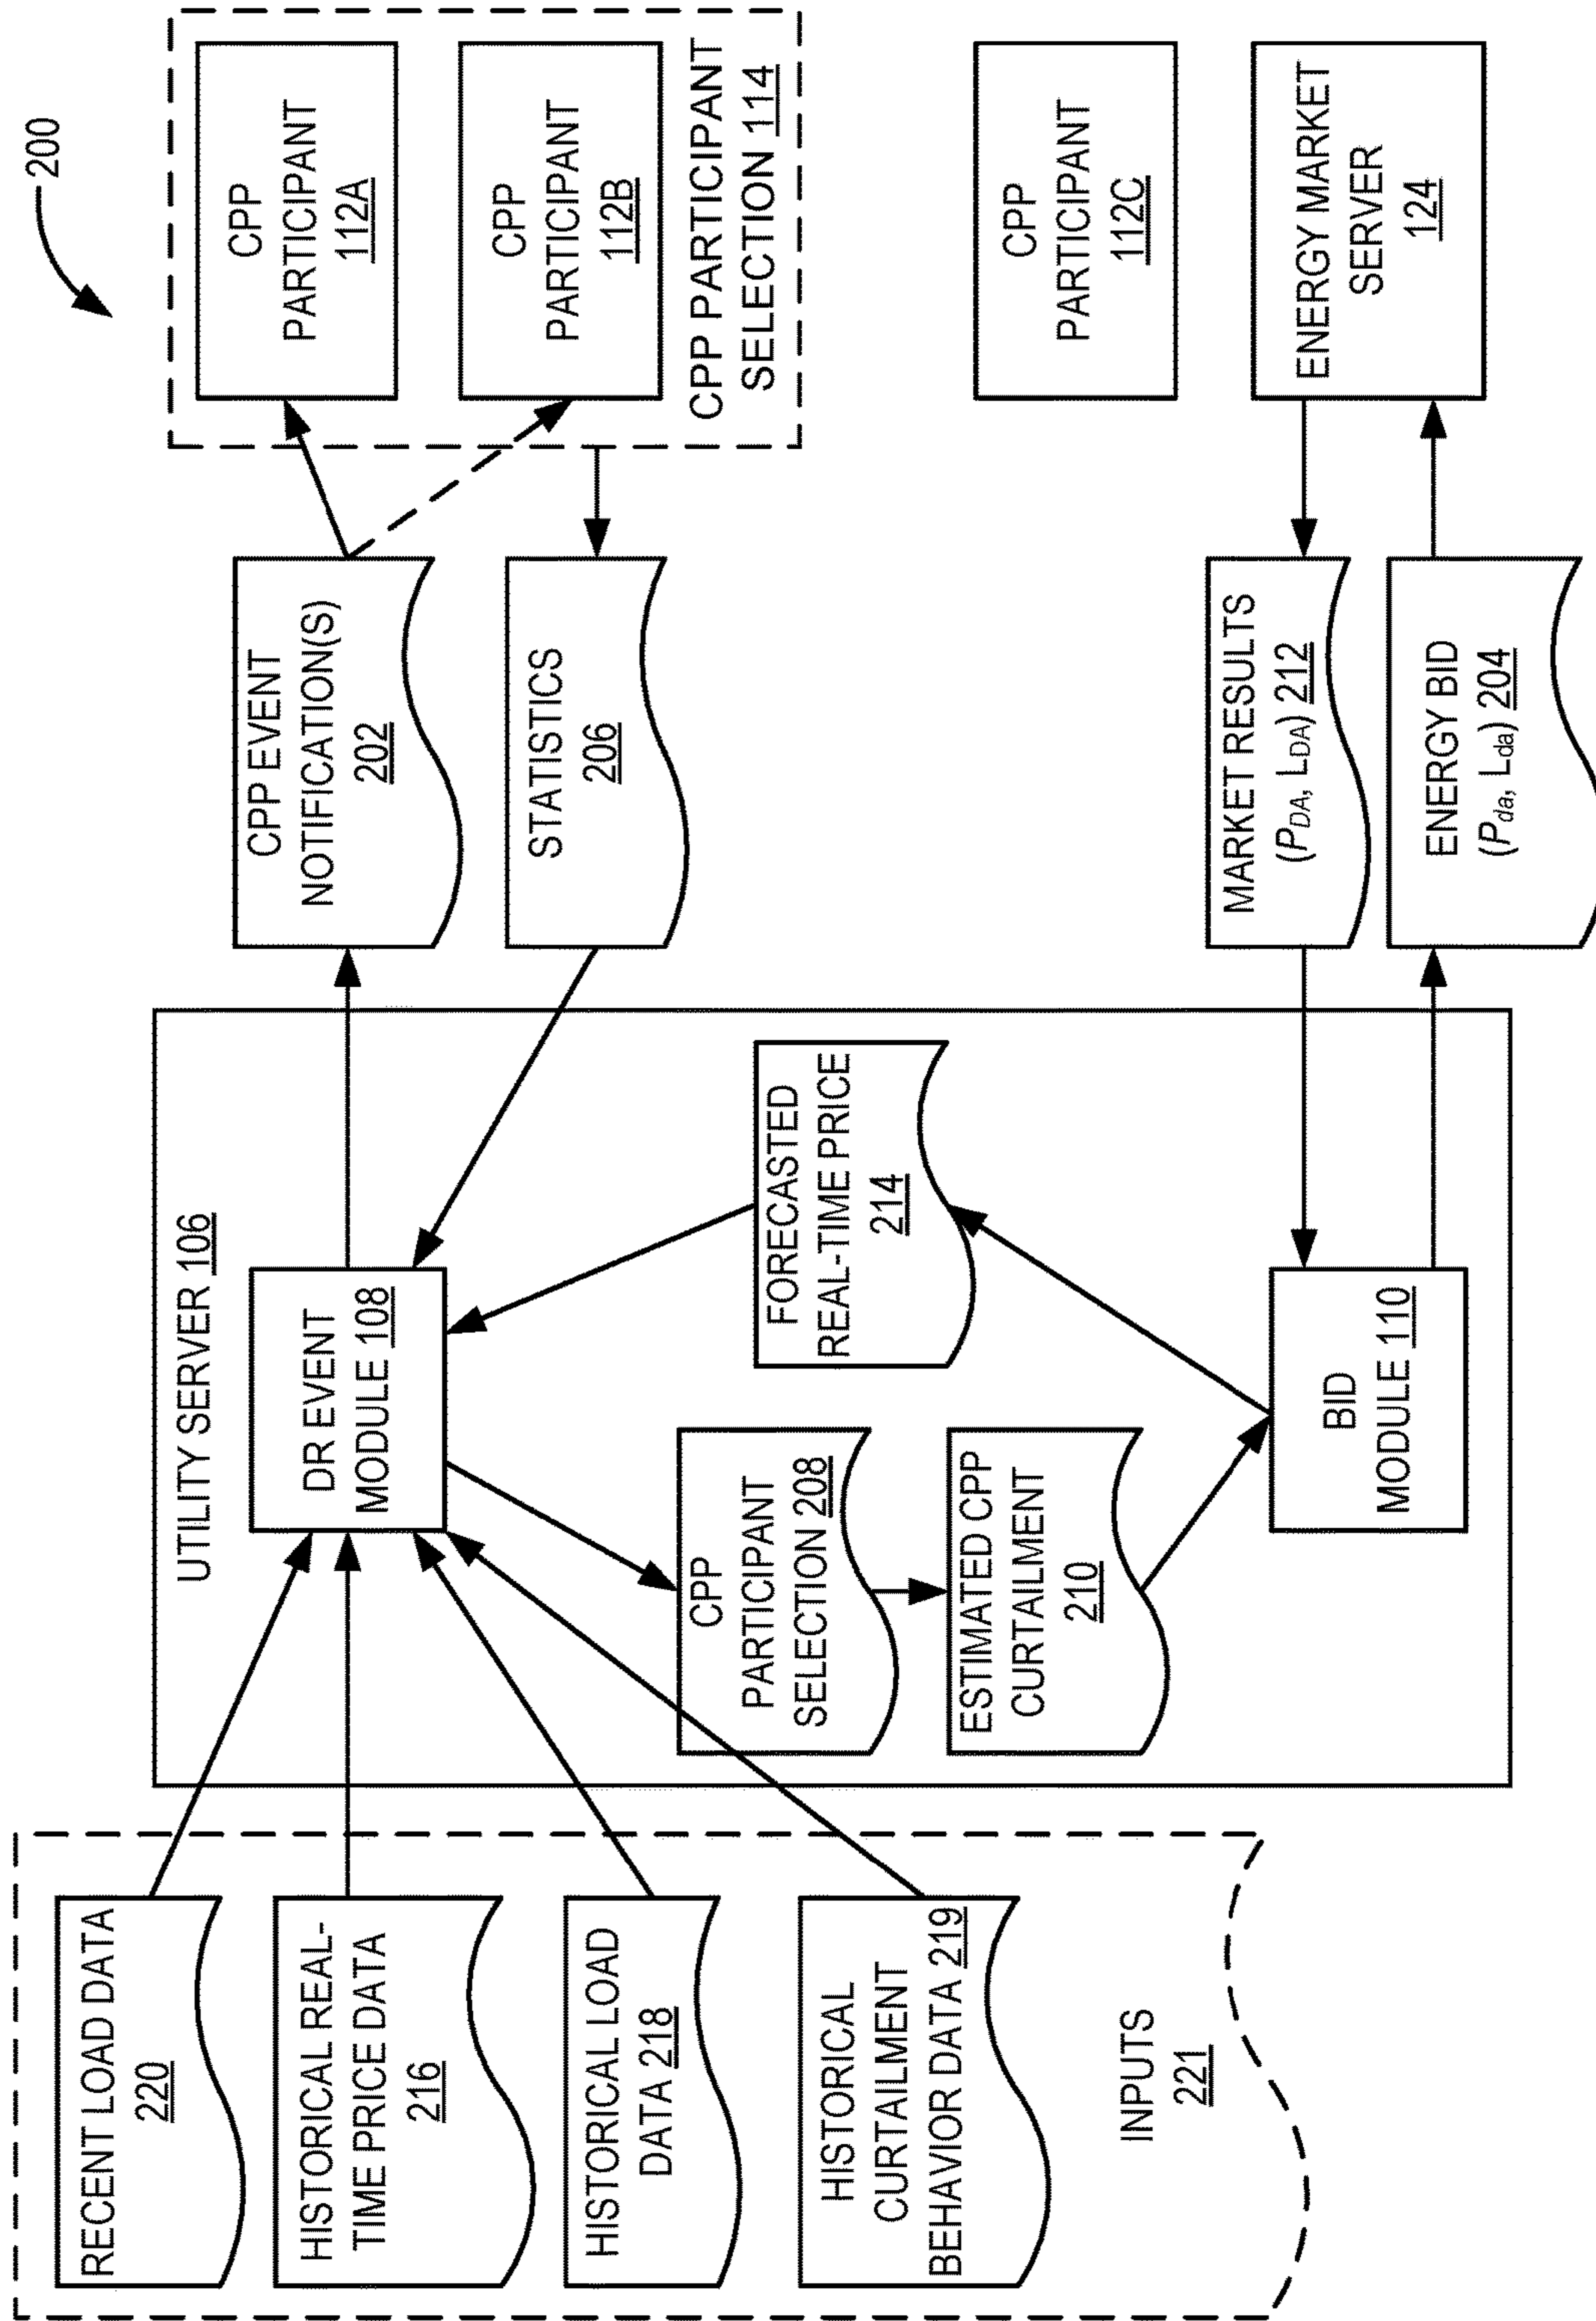 200
RECENT LOAD DATA
220
HISTORICAL REAL-
TIME PRICE DATA
216
HISTORICAL LOAD
DATA 218
HISTORICAL
CURTAILMENT
BEHAVIOR DATA 219
INPUTS
221
UTILITY SERVER 106
DR EVENT
MODULE 108
CPP
PARTICIPANT
SELECTION 208
ESTIMATED CPP
CURTAILMENT
210
FORECASTED
REAL-TIME PRICE
214
BID
MODULE 110
CPP EVENT
NOTIFICATION(S)
202
STATISTICS
206
MARKET RESULTS
(PDA, LDA) 212
ENERGY BID
(Pda, Lda) 204
CPP
PARTICIPANT
112A
CPP
PARTICIPANT
112B
CPP PARTICIPANT
SELECTION 114
CPP
PARTICIPANT
112C
ENERGY MARKET
SERVER
124